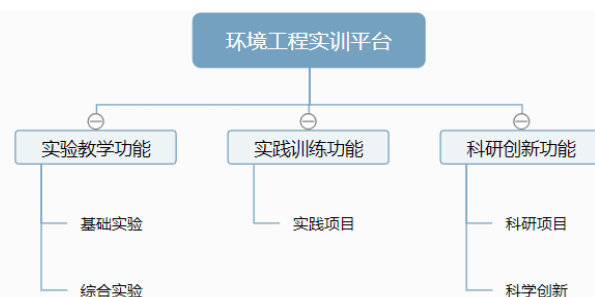 环境工程实训平台
实验教学功能
实践训练功能
科研创新功能
基础实验
实践项目
科研项目
综合实验
科学创新